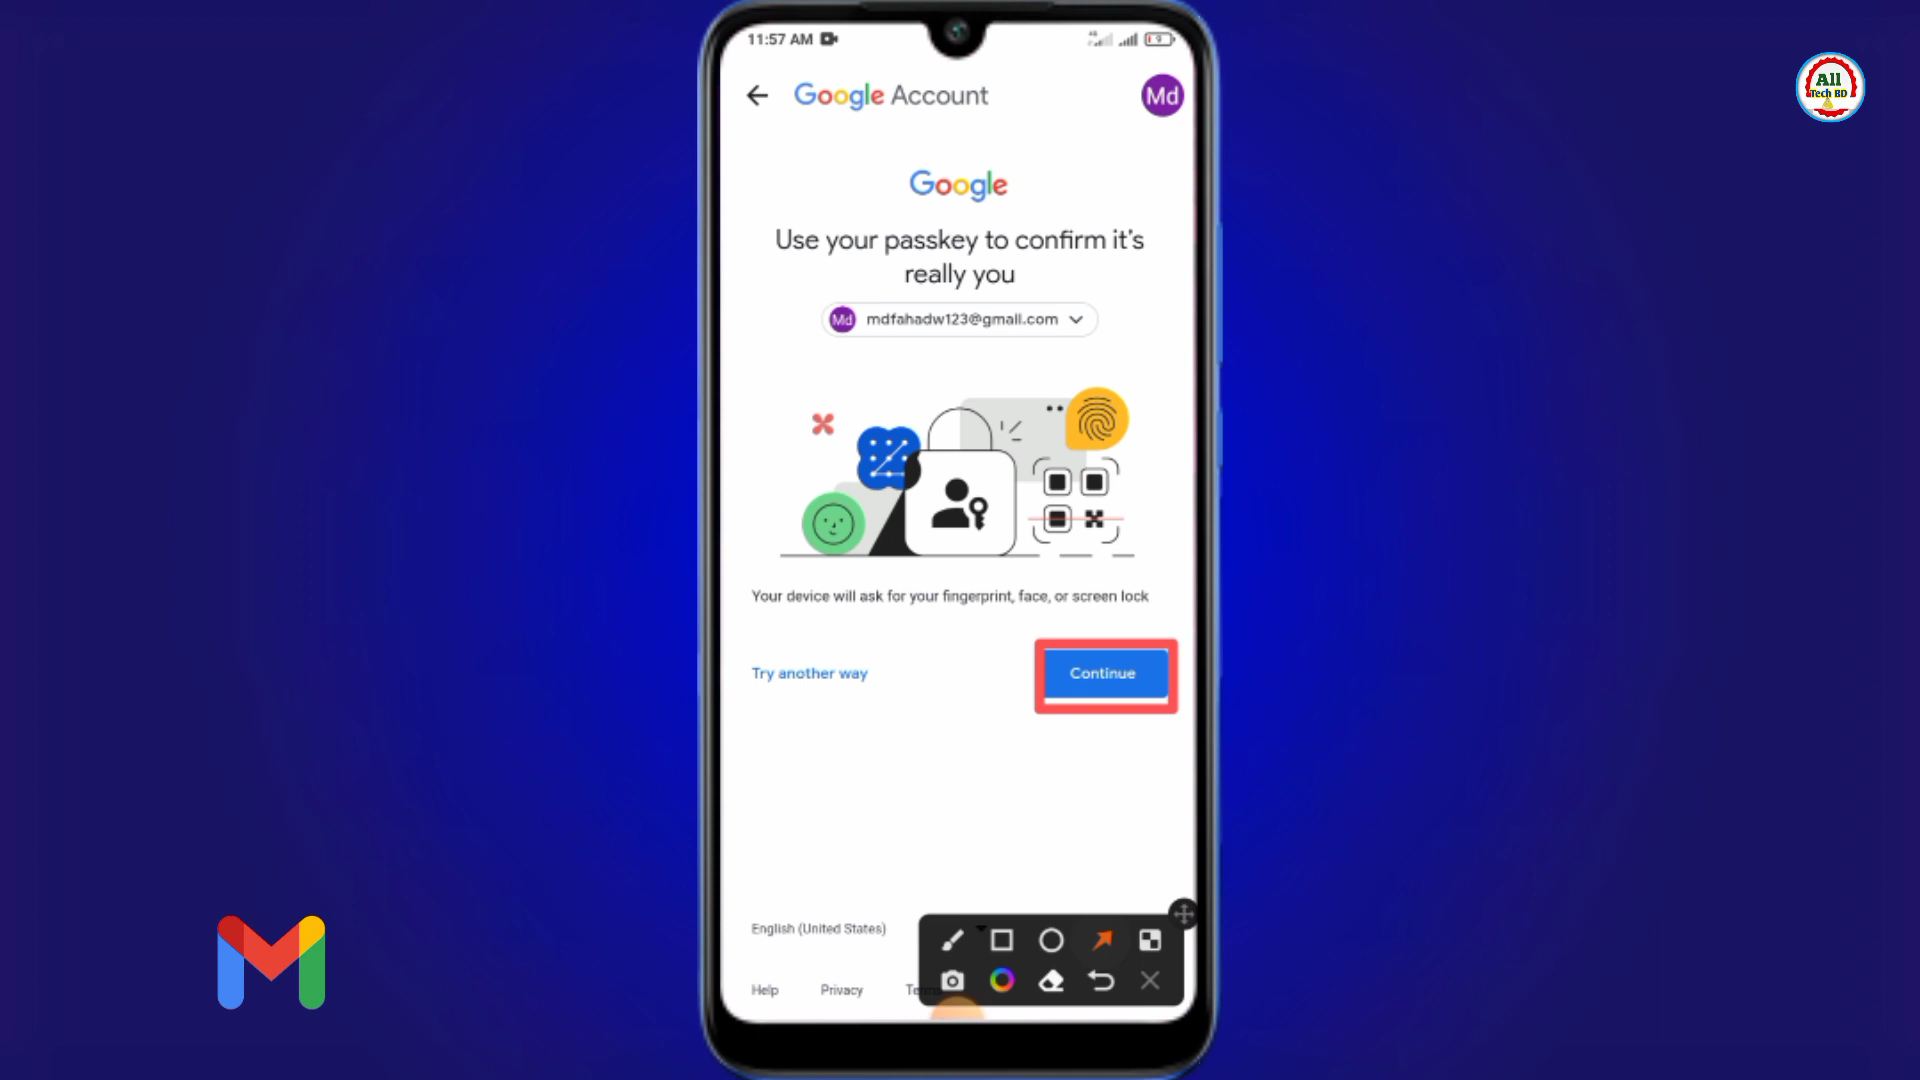 11:57 AM
Google Account
Md
All
Tech BD
Google
Use your passkey to confirm it's
really you
Md mdfahadw123@gmail.com
Your device will ask for your fingerprint, face, or screen lock
Try another way
Continue
English (United States)
Help Privacy